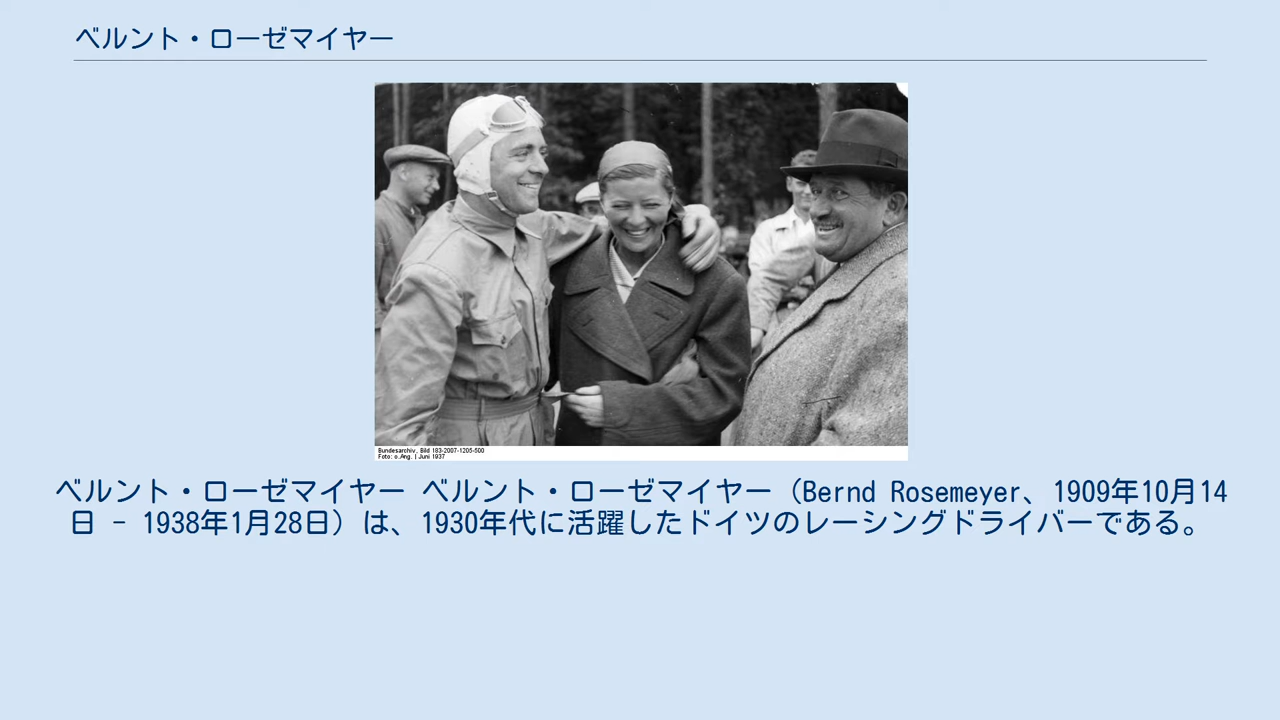 ベルント・ローゼマイヤー
Bundesarchiv, Bild 183-2007-1205-500
Foto: o.Ang. | Juni 1937
ベルント・ローゼマイヤー ベルント・ローゼマイヤー（Bernd Rosemeyer、1909年10月14
日 - 1938年1月28日）は、1930年代に活躍したドイツのレーシングドライバーである。